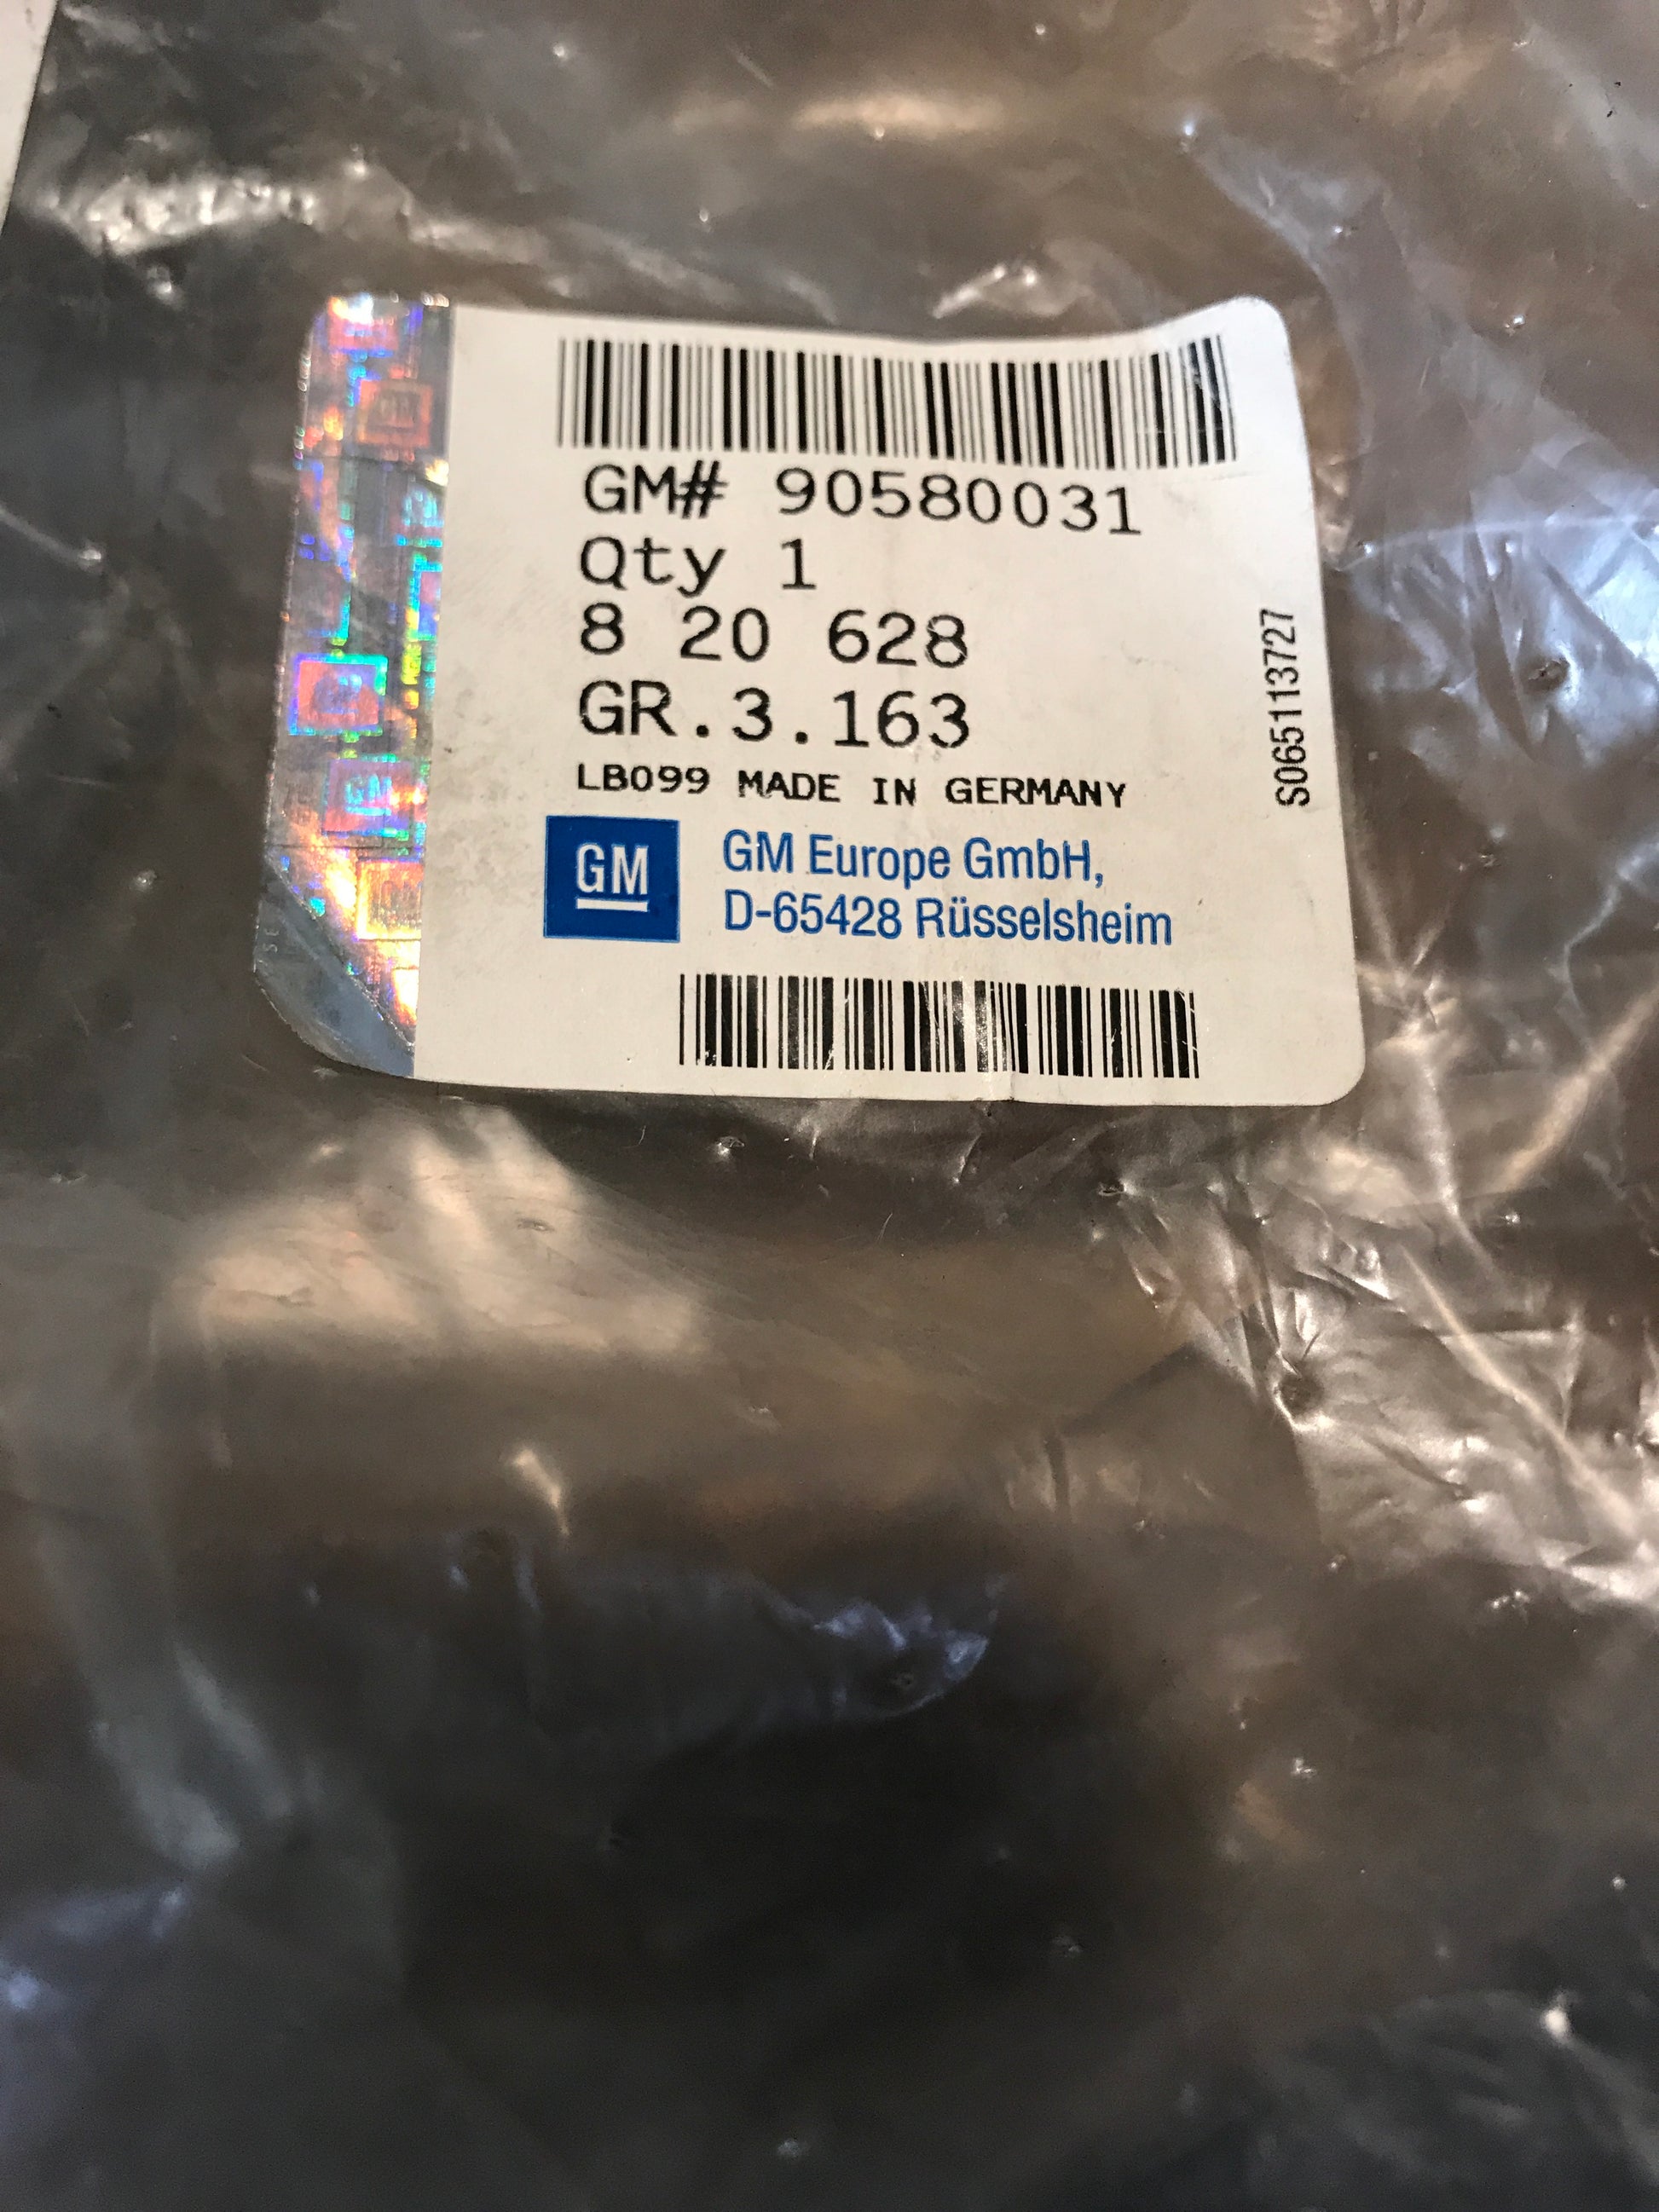 GM# 90580031
Qty 1
8 20 628
GR.3.163
LB099 MADE IN GERMANY
GM
GM Europe GmbH,
D-65428 Rüsselsheim
S065113727